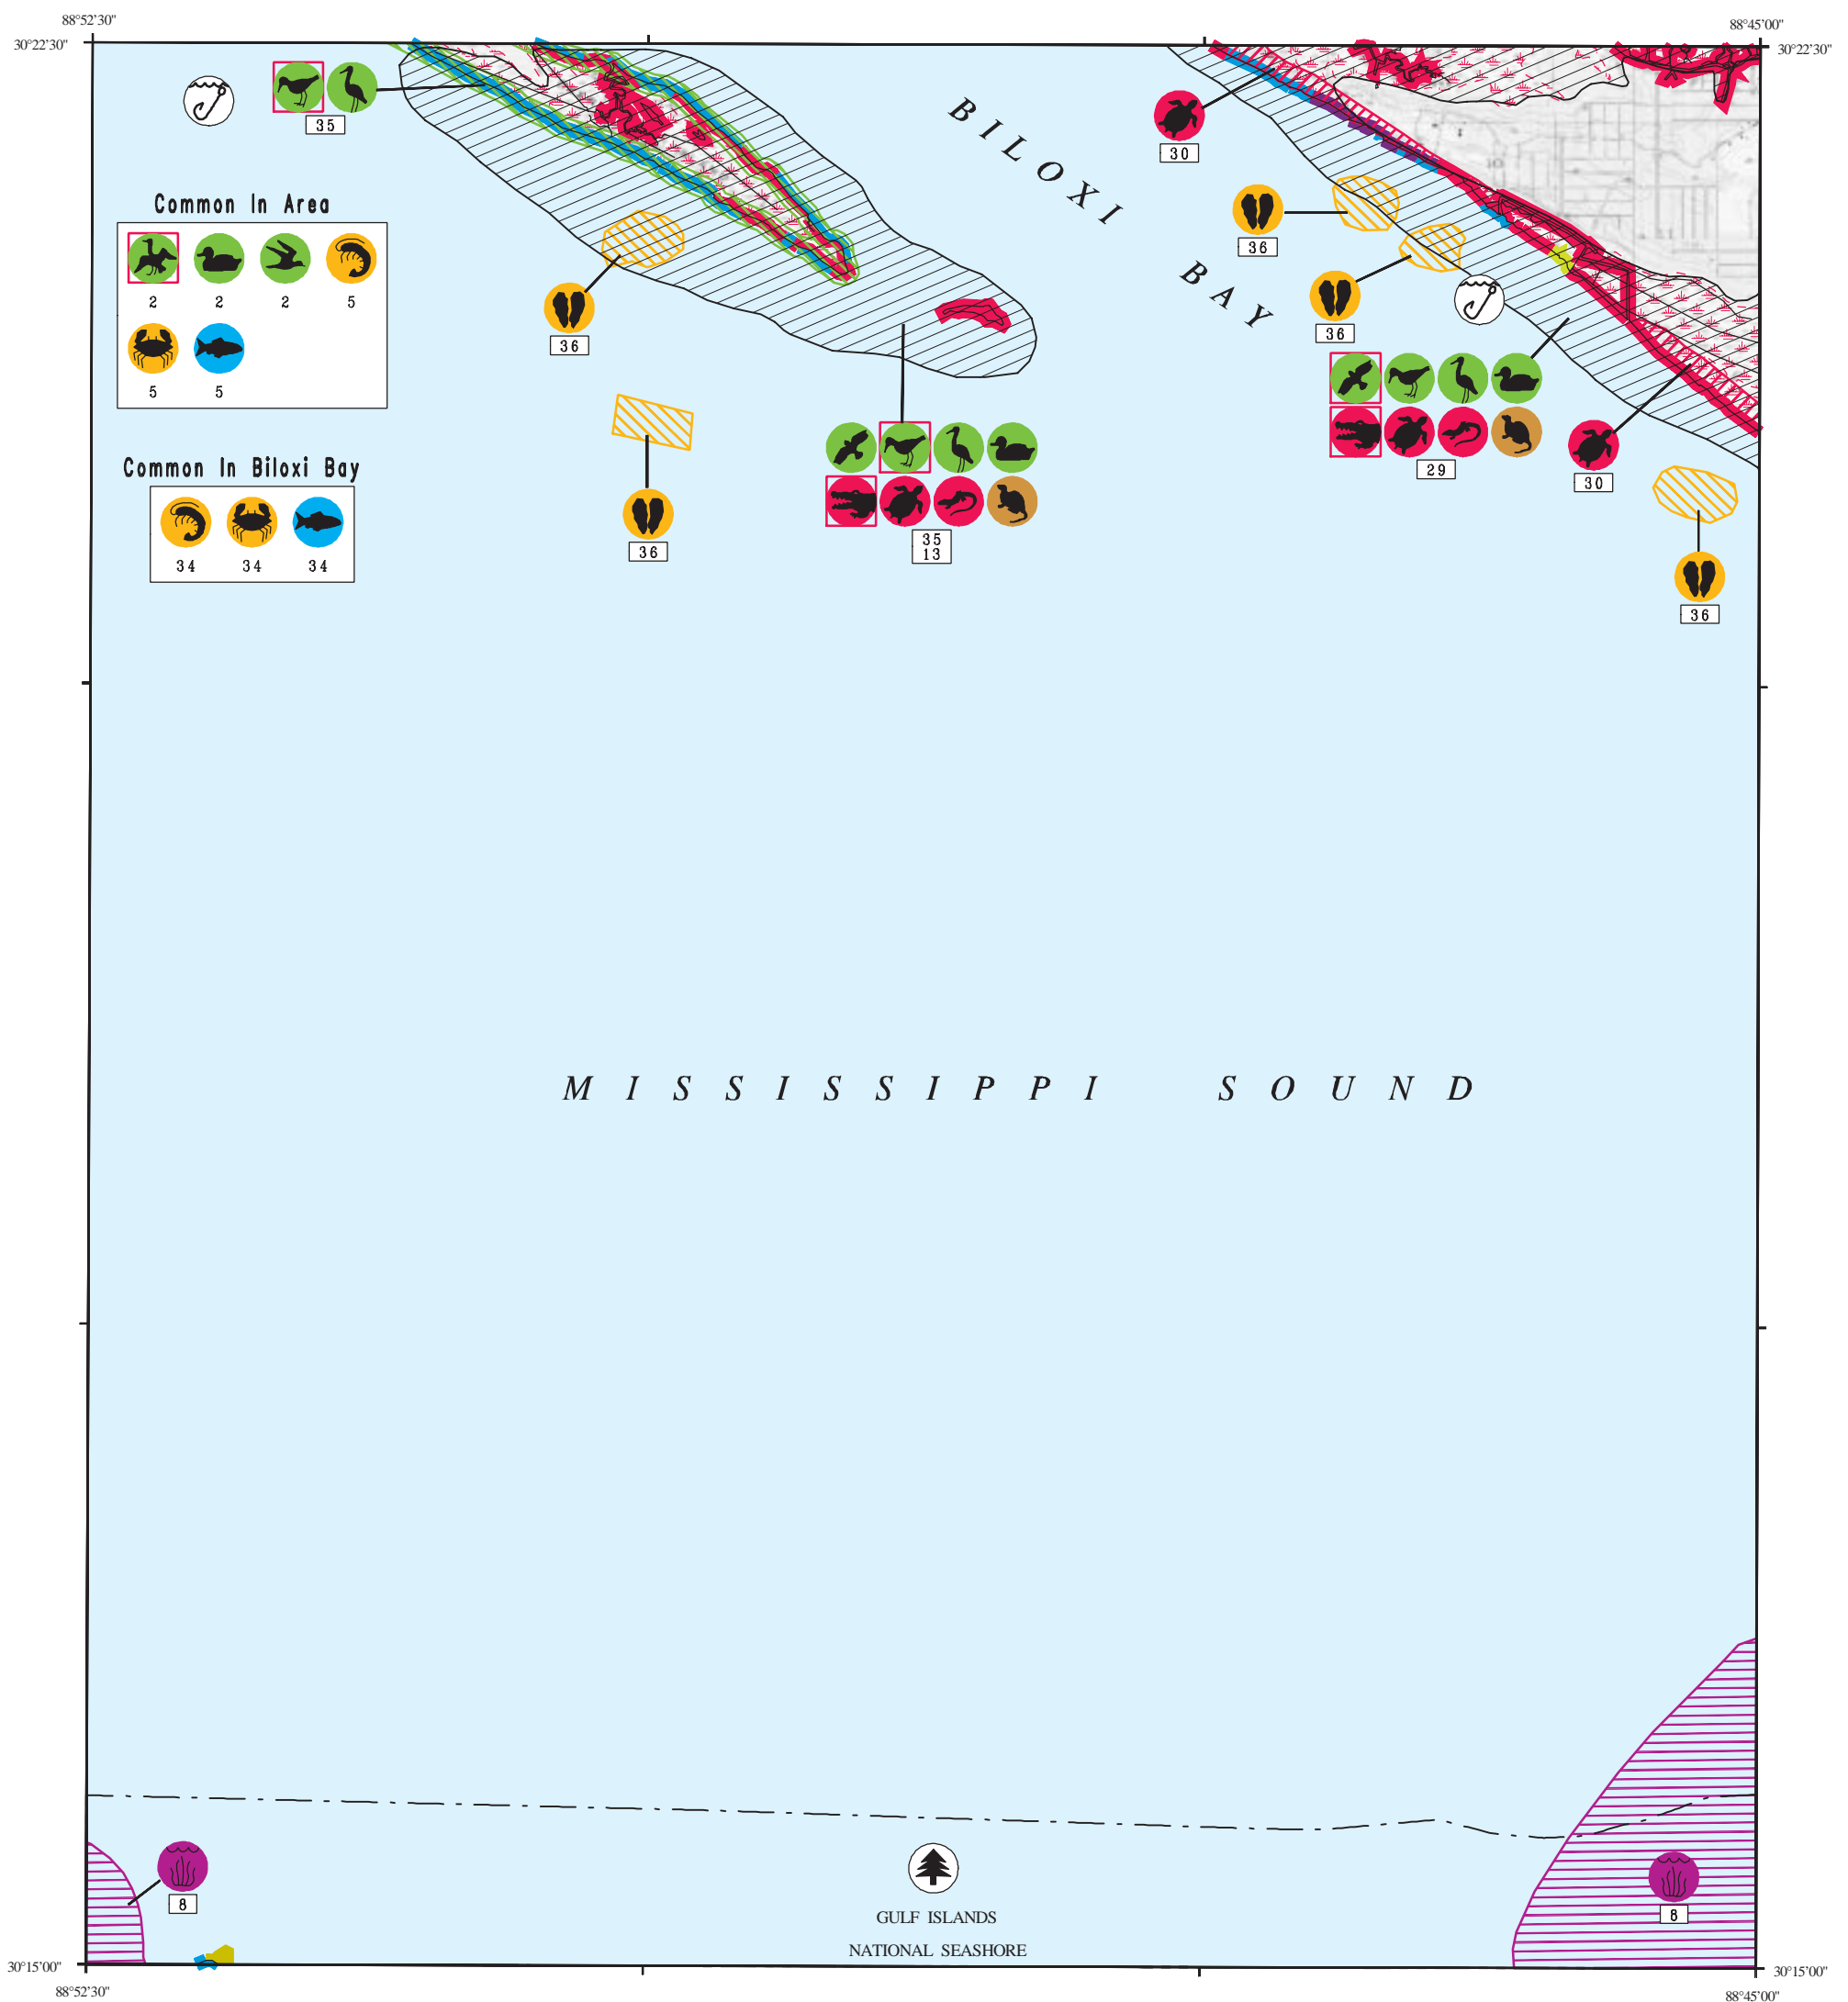 88°52'30" 88°45'00"
30°22'30" 30°22'30"
35
30
Common In Area
2 2 2 5
5 5
BILOXI
BAY
36
36
36
Common In Biloxi Bay
34 34 34
36
35
13
29
30
36
MISSISSIPPI SOUND
8
8
GULF ISLANDS
NATIONAL SEASHORE
30°15'00" 30°15'00"
88°52'30" 88°45'00"